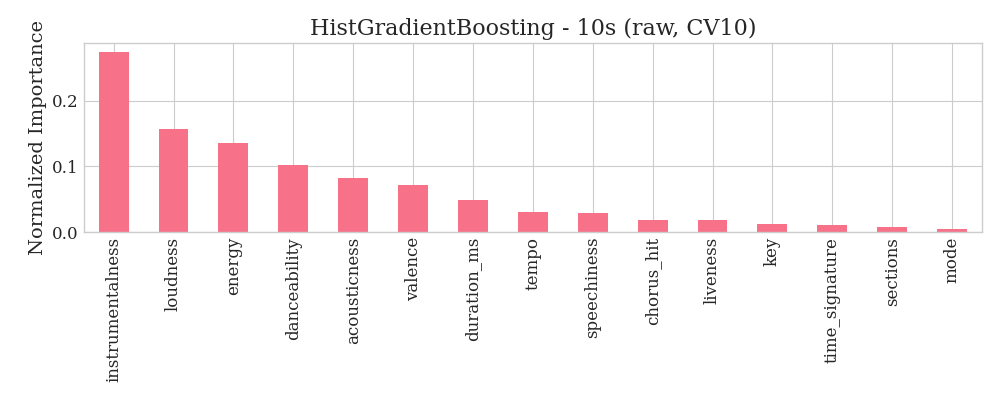 HistGradientBoosting - 10s (raw, CV10)
Normalized Importance
0.2
0.1
0.0
instrumentalness
loudness
energy
danceability
acousticness
valence
duration_ms
tempo
speechiness
chorus_hit
liveness
key
time_signature
sections
mode